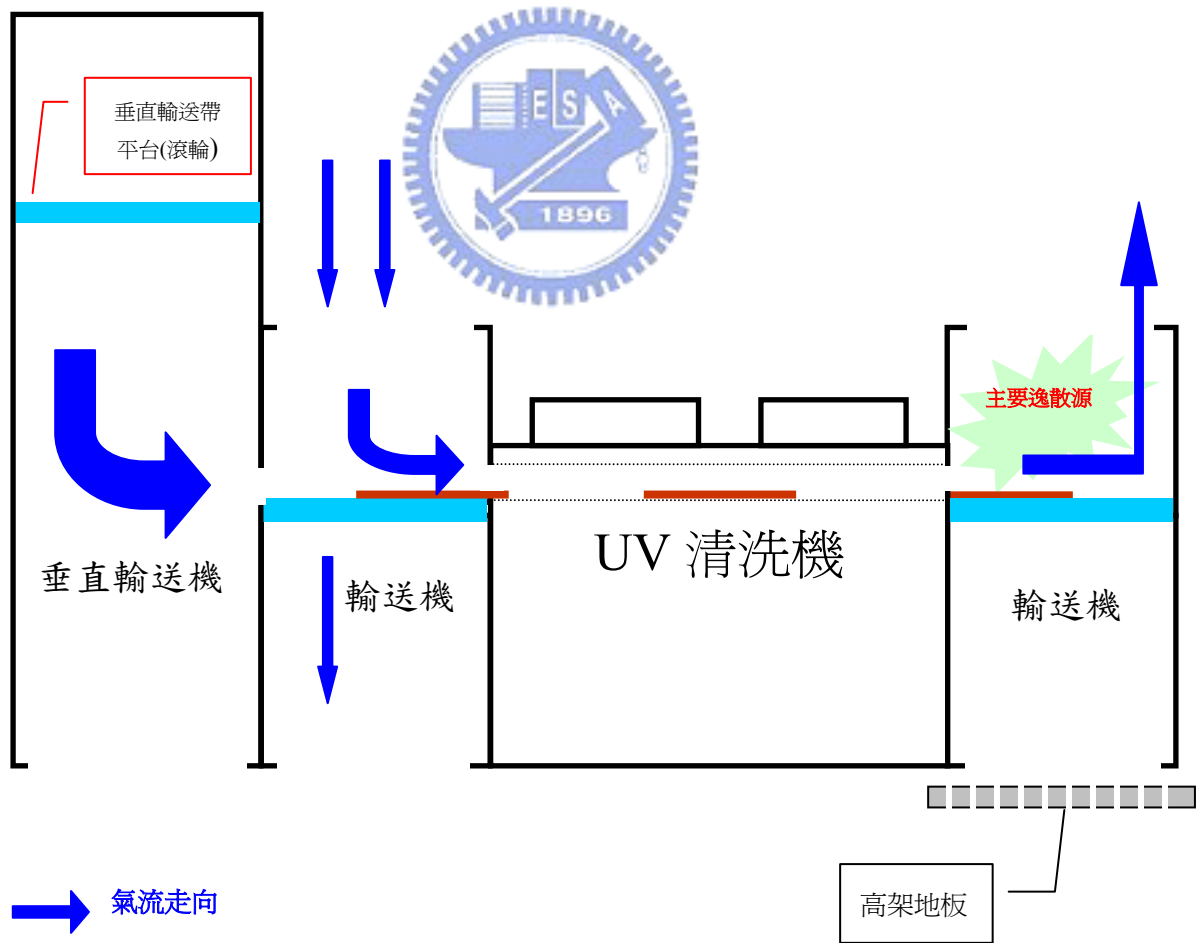 垂直輸送帶
平台(滾輪)
ESA
1896
主要逸散源
UV 清洗機
垂直輸送機
輸送機
輸送機
高架地板
氣流走向